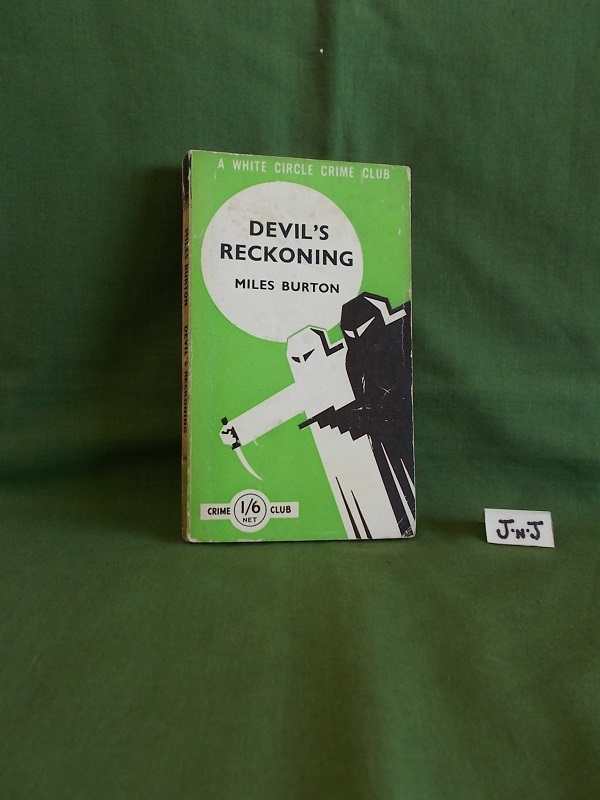 A WHITE CIRCLE CRIME CLUB
DEVIL'S
RECKONING
MILES BURTON
MILES BURTON DEVIL'S RECKONING
CRIME 1/6 CLUB
NET
J·N·J